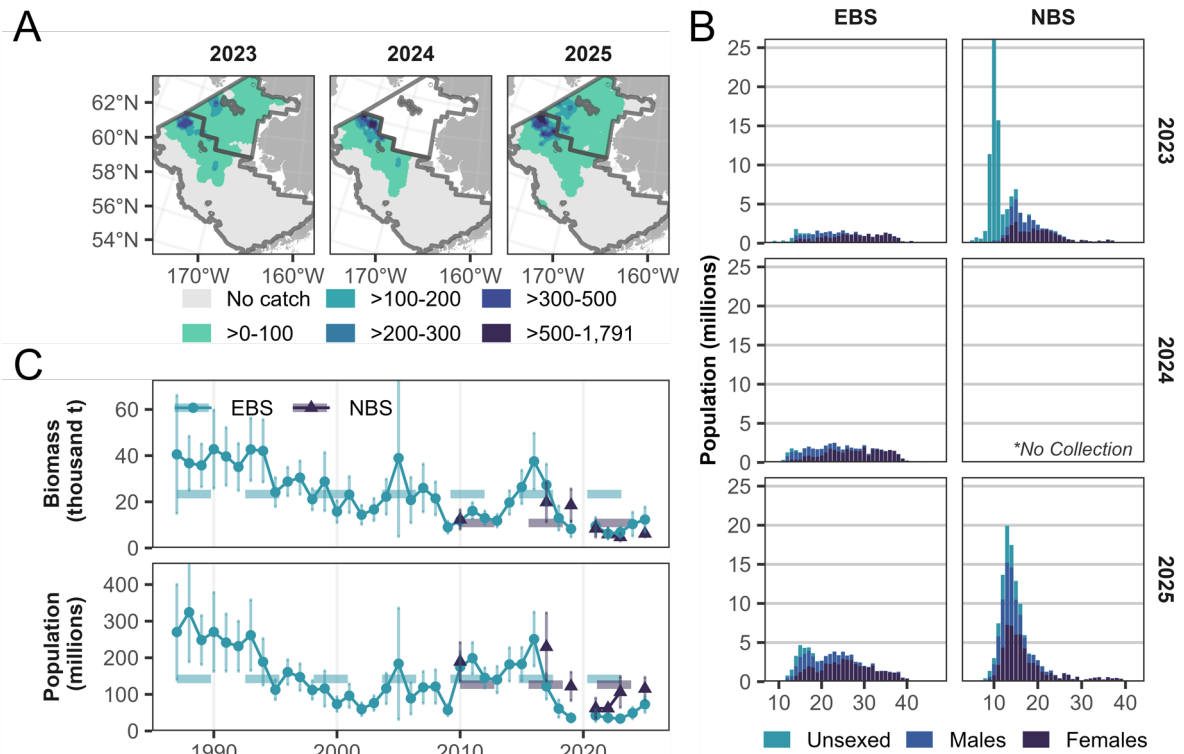 A
2023
2024
2025
62°N
60°N
58°N
56°N
54°N
170°W
160°W
170°W
160°W
170°W
160°W
No catch
>100-200
>300-500
>0-100
>200-300
>500-1,791
B
EBS
NBS
Population (millions)
25
20
15
10
5
0
2023
25
20
15
10
5
0
*No Collection
2024
25
20
15
10
5
0
2025
10
20
30
40
10
20
30
40
Unsexed
Males
Females
C
Biomass
(thousand t)
60
40
20
0
EBS
NBS
Population
(millions)
400
300
200
100
0
1990
2000
2010
2020